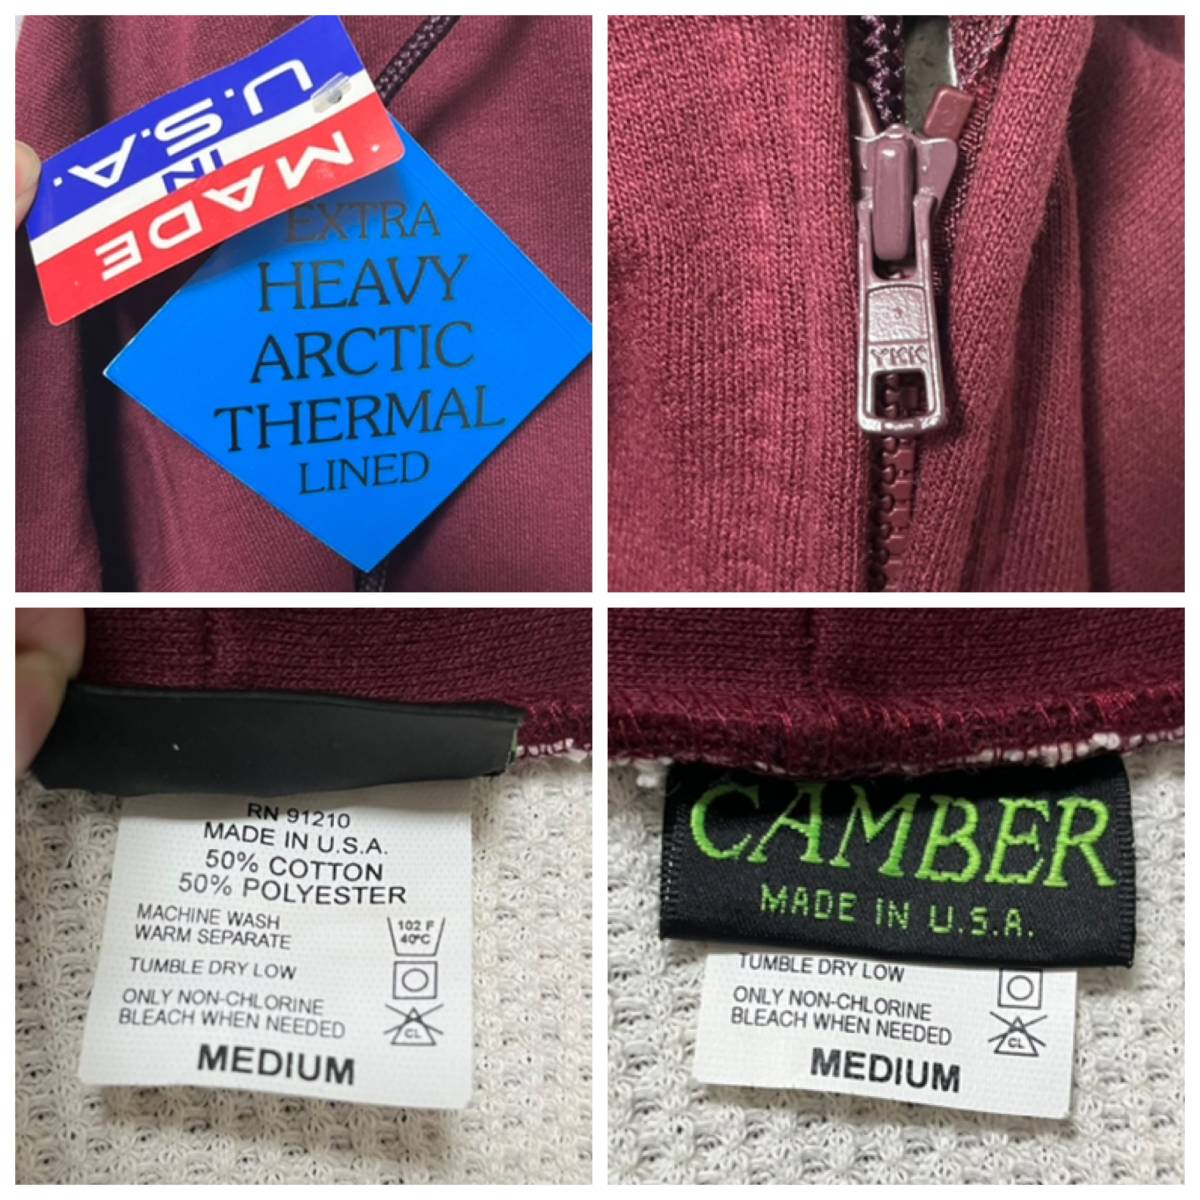 MADE
IN
U.S.A.
EXTRA
HEAVY
ARCTIC
THERMAL
LINED
YKK
RN 91210
MADE IN U.S.A.
50% COTTON
50% POLYESTER
MACHINE WASH
WARM SEPARATE
102 F
40°C
TUMBLE DRY LOW
ONLY NON-CHLORINE
BLEACH WHEN NEEDED
CL
MEDIUM
CAMBER
MADE IN U.S.A.
TUMBLE DRY LOW
ONLY NON-CHLORINE
BLEACH WHEN NEEDED
CL
MEDIUM